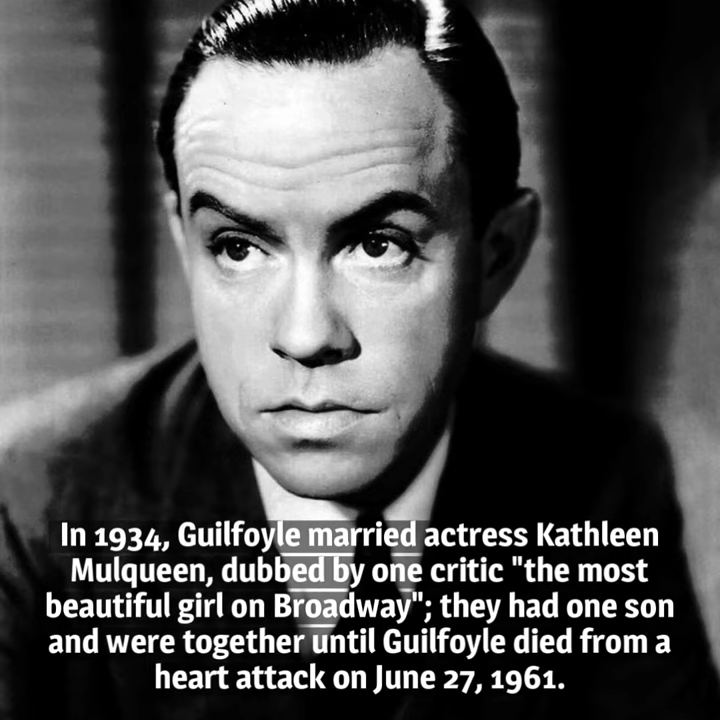 In 1934, Guilfoyle married actress Kathleen
Mulqueen, dubbed by one critic "the most
beautiful girl on Broadway"; they had one son
and were together until Guilfoyle died from a
heart attack on June 27, 1961.